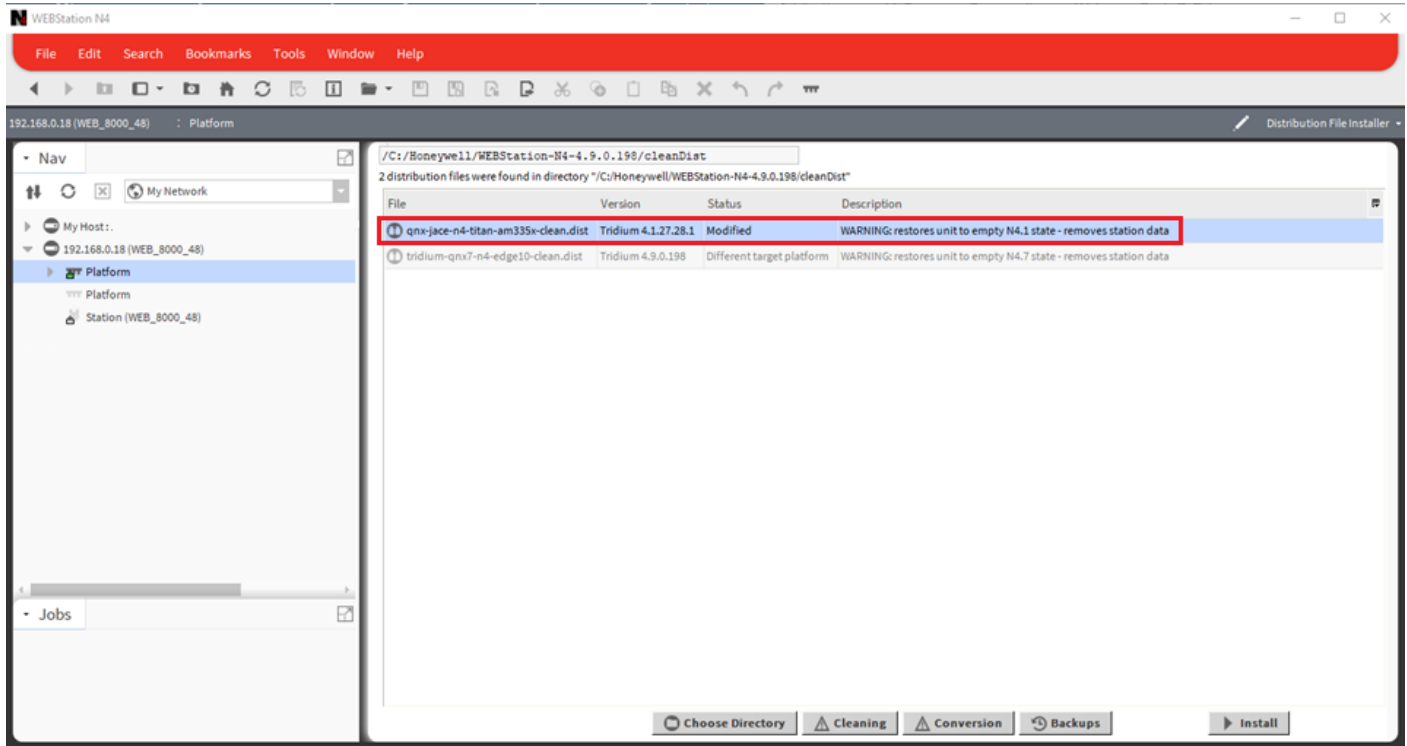 WEBStation N4
File Edit Search Bookmarks Tools Window Help
192.168.0.18 (WEB_8000_48) : Platform Distribution File Installer
Nav
My Network
My Host : .
192.168.0.18 (WEB_8000_48)
Platform
Platform
Station (WEB_8000_48)
Jobs
/C:/Honeywell/WEBStation-N4-4.9.0.198/cleanDist
2 distribution files were found in directory "/C:/Honeywell/WEBStation-N4-4.9.0.198/cleanDist"
File Version Status Description
qnx-jace-n4-titan-am335x-clean.dist Tridium 4.1.27.28.1 Modified WARNING: restores unit to empty N4.1 state - removes station data
tridium-qnx7-n4-edge10-clean.dist Tridium 4.9.0.198 Different target platform WARNING: restores unit to empty N4.7 state - removes station data
Choose Directory Cleaning Conversion Backups Install